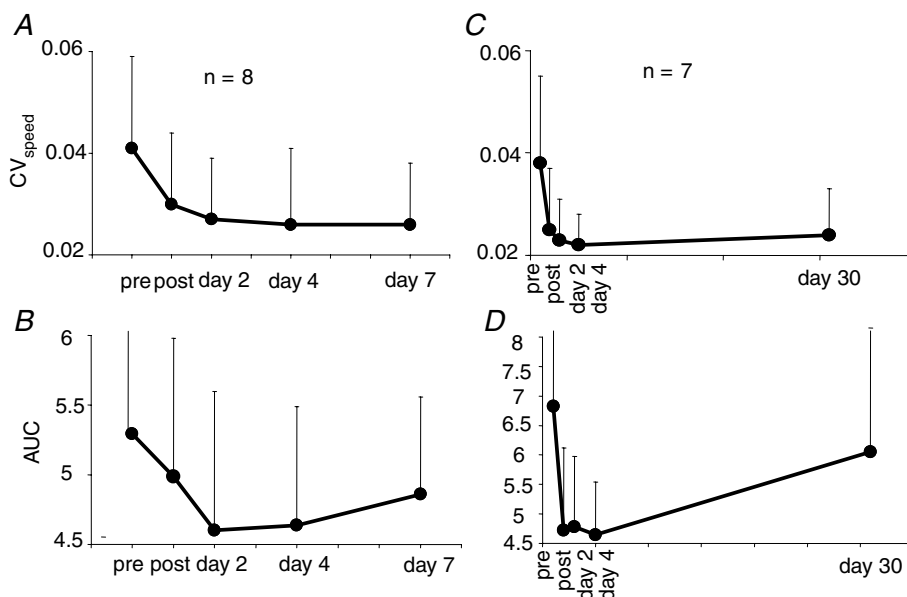 A
0.06
n = 8
0.04
CVspeed
0.02
pre post day 2 day 4 day 7
C
0.06
n = 7
0.04
0.02
pre
post
day 2
day 4
day 30
B
6
5.5
AUC
5
4.5
pre post day 2 day 4 day 7
D
8
7.5
7
6.5
6
5.5
5
4.5
pre
post
day 2
day 4
day 30